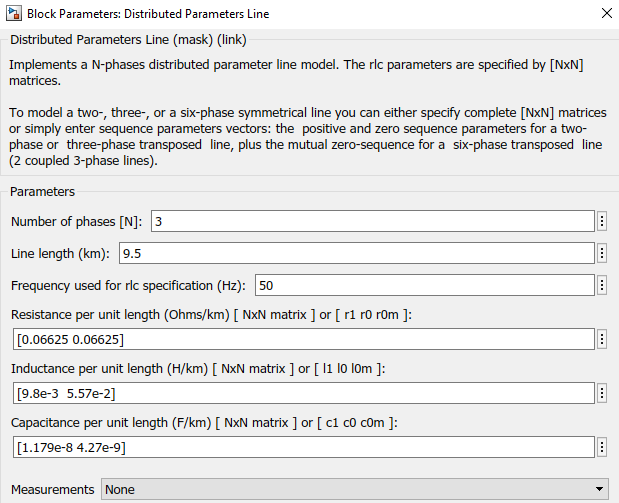 Block Parameters: Distributed Parameters Line
Distributed Parameters Line (mask) (link)
Implements a N-phases distributed parameter line model. The rlc parameters are specified by [NxN]
matrices.
To model a two-, three-, or a six-phase symmetrical line you can either specify complete [NxN] matrices
or simply enter sequence parameters vectors: the positive and zero sequence parameters for a two-
phase or three-phase transposed line, plus the mutual zero-sequence for a six-phase transposed line
(2 coupled 3-phase lines).
Parameters
Number of phases [N]: 3
Line length (km): 9.5
Frequency used for rlc specification (Hz): 50
Resistance per unit length (Ohms/km) [ NxN matrix ] or [ r1 r0 r0m ]:
[0.06625 0.06625]
Inductance per unit length (H/km) [ NxN matrix ] or [ l1 l0 l0m ]:
[9.8e-3 5.57e-2]
Capacitance per unit length (F/km) [ NxN matrix ] or [ c1 c0 c0m ]:
[1.179e-8 4.27e-9]
Measurements None